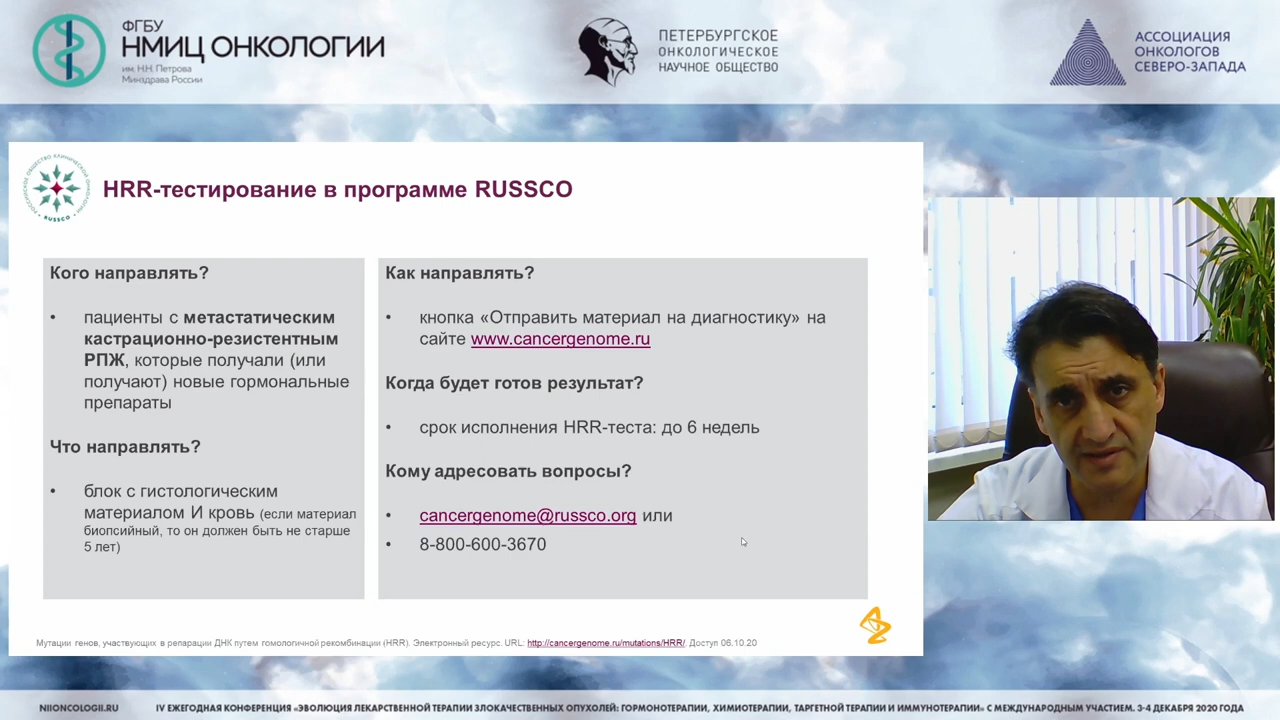 ФГБУ
НМИЦ ОНКОЛОГИИ
им. Н.Н. Петрова
Минздрава России
ПЕТЕРБУРГСКОЕ
ОНКОЛОГИЧЕСКОЕ
НАУЧНОЕ ОБЩЕСТВО
АССОЦИАЦИЯ
ОНКОЛОГОВ
СЕВЕРО-ЗАПАДА
РОССИЙСКОЕ ОБЩЕСТВО КЛИНИЧЕСКОЙ ОНКОЛОГИИ
• RUSSCO •
HRR-тестирование в программе RUSSCO
Кого направлять?
• пациенты с метастатическим
кастрационно-резистентным
РПЖ, которые получали (или
получают) новые гормональные
препараты
Что направлять?
• блок с гистологическим
материалом И кровь (если материал
биопсийный, то он должен быть не старше
5 лет)
Как направлять?
• кнопка «Отправить материал на диагностику» на
сайте www.cancergenome.ru
Когда будет готов результат?
• срок исполнения HRR-теста: до 6 недель
Кому адресовать вопросы?
• cancergenome@russco.org или
• 8-800-600-3670
Мутации генов, участвующих в репарации ДНК путем гомологичной рекомбинации (HRR). Электронный ресурс. URL: http://cancergenome.ru/mutations/HRR/. Доступ 06.10.20
NIIONCOLOGII.RU
IV ЕЖЕГОДНАЯ КОНФЕРЕНЦИЯ «ЭВОЛЮЦИЯ ЛЕКАРСТВЕННОЙ ТЕРАПИИ ЗЛОКАЧЕСТВЕННЫХ ОПУХОЛЕЙ: ГОРМОНОТЕРАПИИ, ХИМИОТЕРАПИИ, ТАРГЕТНОЙ ТЕРАПИИ И ИММУНОТЕРАПИИ» С МЕЖДУНАРОДНЫМ УЧАСТИЕМ. 3-4 ДЕКАБРЯ 2020 ГОДА